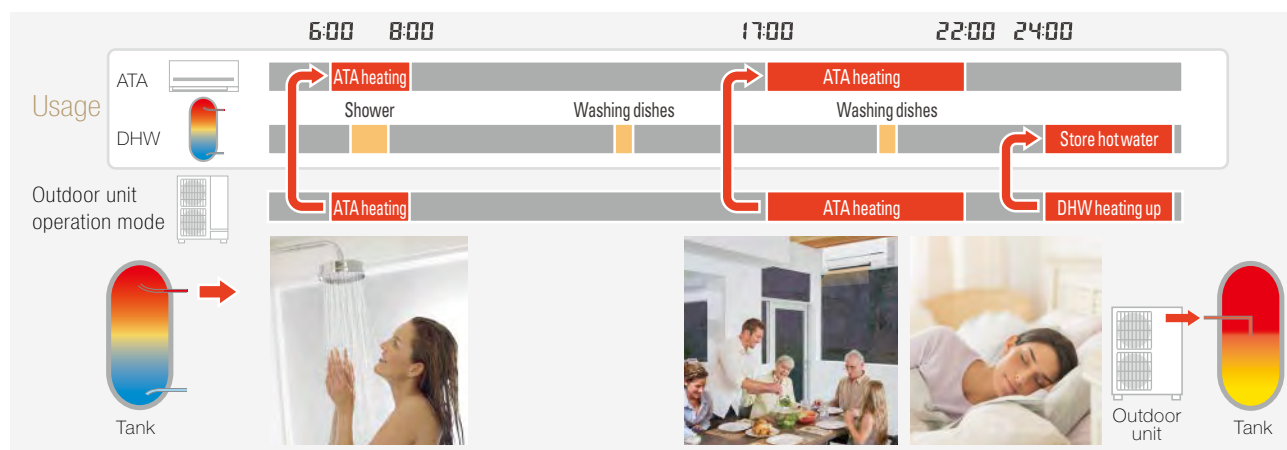 6:00 8:00 17:00 22:00 24:00
Usage
ATA
ATA heating ATA heating
Shower Washing dishes Washing dishes
DHW
Store hot water
Outdoor unit
operation mode
ATA heating ATA heating DHW heating up
Tank
Outdoor
unit
Tank